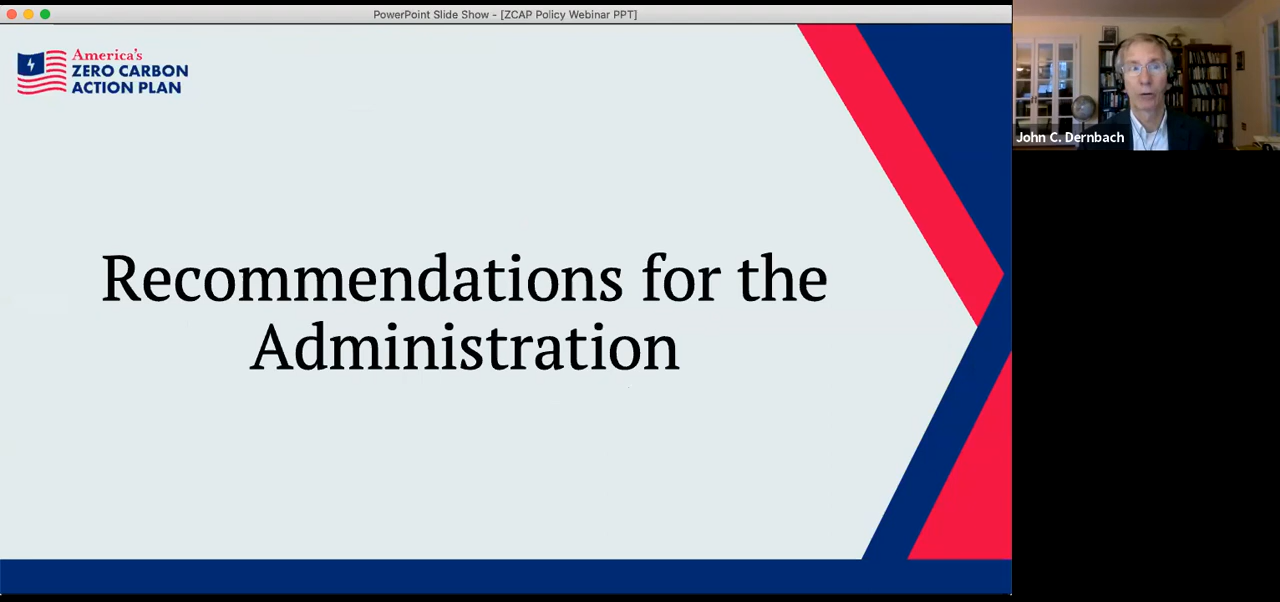 PowerPoint Slide Show - [ZCAP Policy Webinar PPT]
America's
ZERO CARBON
ACTION PLAN
John C. Dernbach
Recommendations for the
Administration